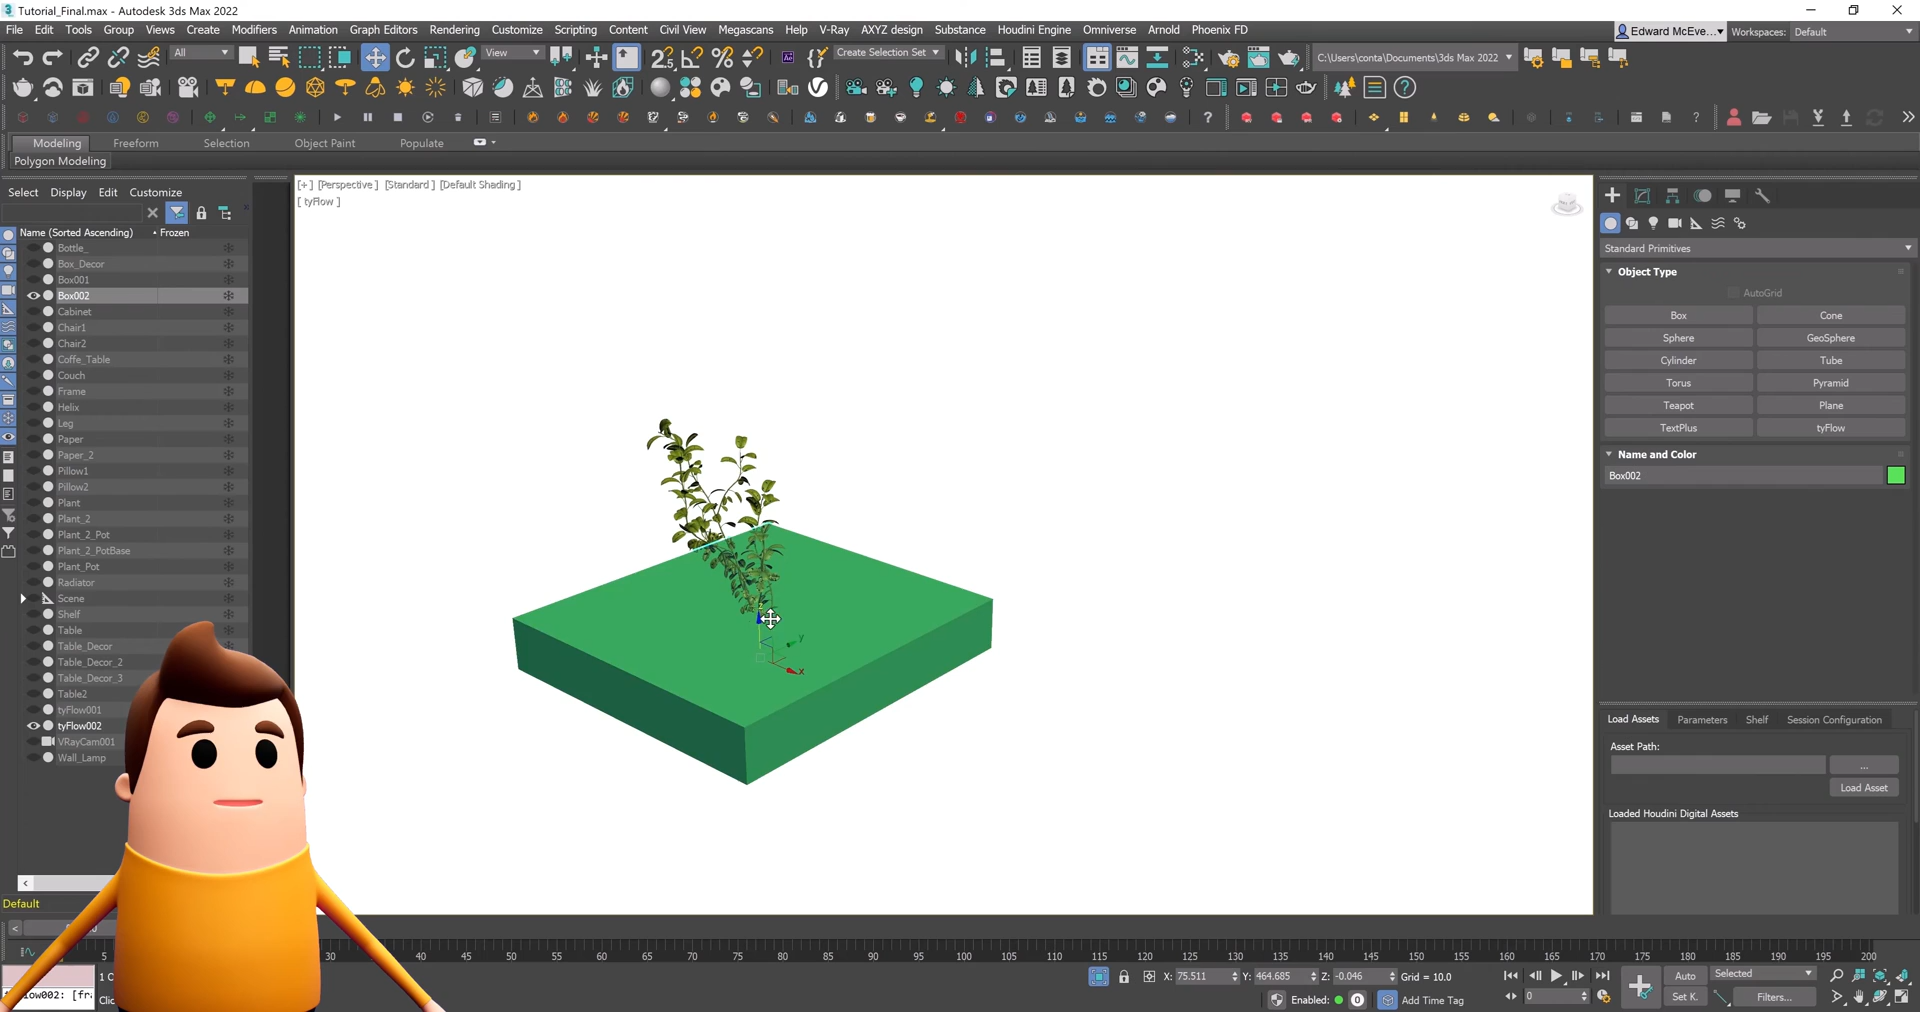 Tutorial_Final.max - Autodesk 3ds Max 2022
File Edit Tools Group Views Create Modifiers Animation Graph Editors Rendering Customize Scripting Content Civil View Megascans Help V-Ray AXYZ design Substance Houdini Engine Omniverse Arnold Phoenix FD
Edward McEve... Workspaces: Default
All View Create Selection Set C:\Users\conta\Documents\3ds Max 2022
Modeling Freeform Selection Object Paint Populate
Polygon Modeling
Select Display Edit Customize
[+] [Perspective] [Standard] [Default Shading]
[ tyFlow ]
Name (Sorted Ascending) Frozen
Bottle_
Box_Decor
Box001
Box002
Cabinet
Chair1
Chair2
Coffe_Table
Couch
Frame
Helix
Leg
Paper
Paper_2
Pillow1
Pillow2
Plant
Plant_2
Plant_2_Pot
Plant_2_PotBase
Plant_Pot
Radiator
Scene
Shelf
Table
Table_Decor
Table_Decor_2
Table_Decor_3
Table2
tyFlow001
tyFlow002
VRayCam001
Wall_Lamp
Default
z
y
x
Standard Primitives
Object Type
AutoGrid
Box Cone
Sphere GeoSphere
Cylinder Tube
Torus Pyramid
Teapot Plane
TextPlus tyFlow
Name and Color
Box002
Load Assets Parameters Shelf Session Configuration
Asset Path:
...
Load Asset
Loaded Houdini Digital Assets
5 30 40 45 50 55 60 65 70 75 80 85 90 95 100 105 110 115 120 125 130 135 140 145 150 155 160 165 170 175 180 185 190 195 200
X: 75.511 Y: 464.685 Z: -0.046 Grid = 10.0
Auto Selected
Enabled: 0 Add Time Tag
0 Set K. Filters...